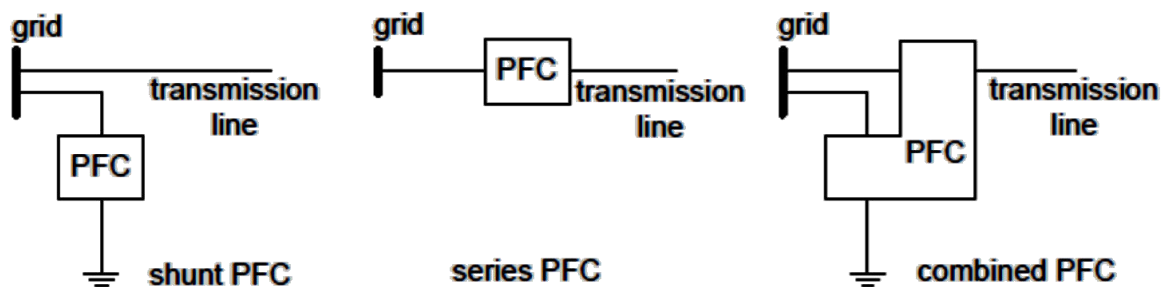 grid
transmission
line
PFC
shunt PFC
grid
PFC
transmission
line
series PFC
grid
transmission
line
PFC
combined PFC